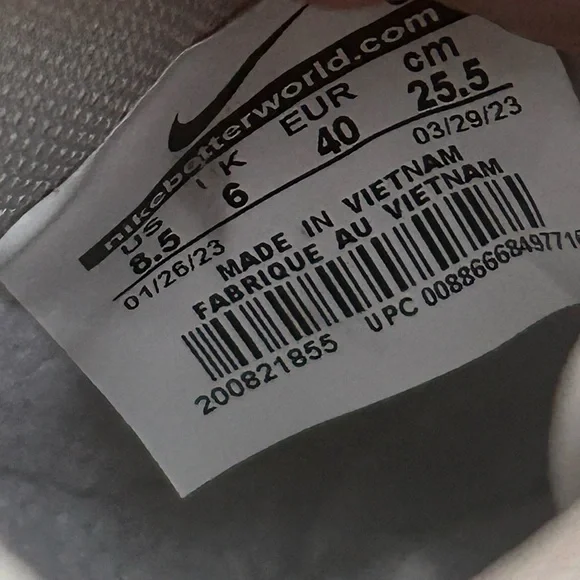 nikebetterworld.com
US UK EUR cm
8.5 6 40 25.5
01/26/23 03/29/23
MADE IN VIETNAM
FABRIQUE AU VIETNAM
200821855 UPC 00886668497716